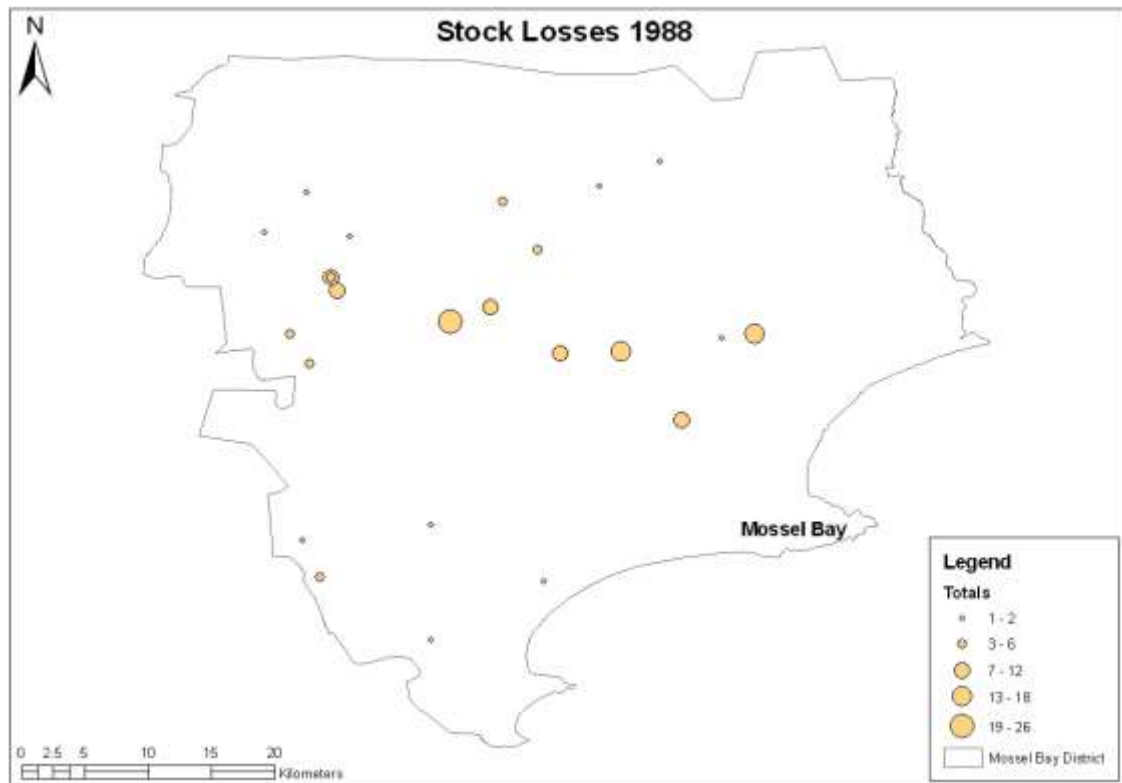 Stock Losses 1988
N
Mossel Bay
Legend
Totals
1 - 2
3 - 6
7 - 12
13 - 18
19 - 26
Mossel Bay District
0 2.5 5 10 15 20
Kilometers